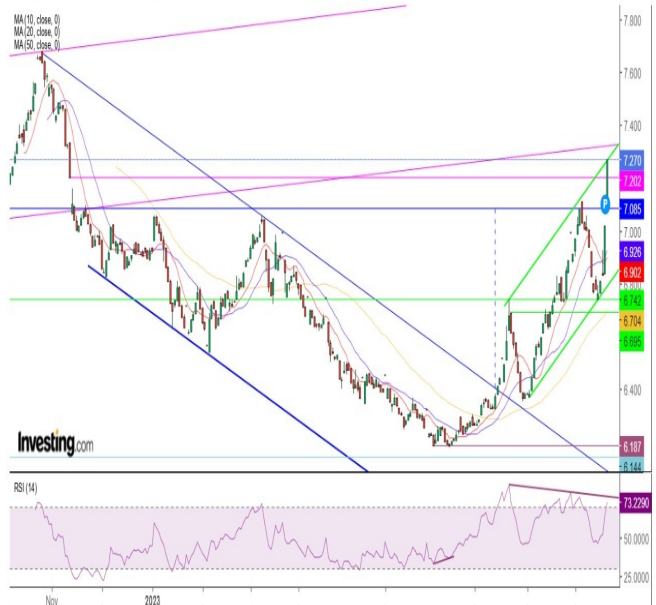 MA (10, close, 0)
MA (20, close, 0)
MA (50, close, 0)
7.800
7.600
7.400
7.270
7.202
7.085
7.000
6.926
6.902
6.800
6.742
6.704
6.695
6.400
6.187
6.144
P
Investing.com
RSI (14)
73.2290
50.0000
25.0000
Nov
2023